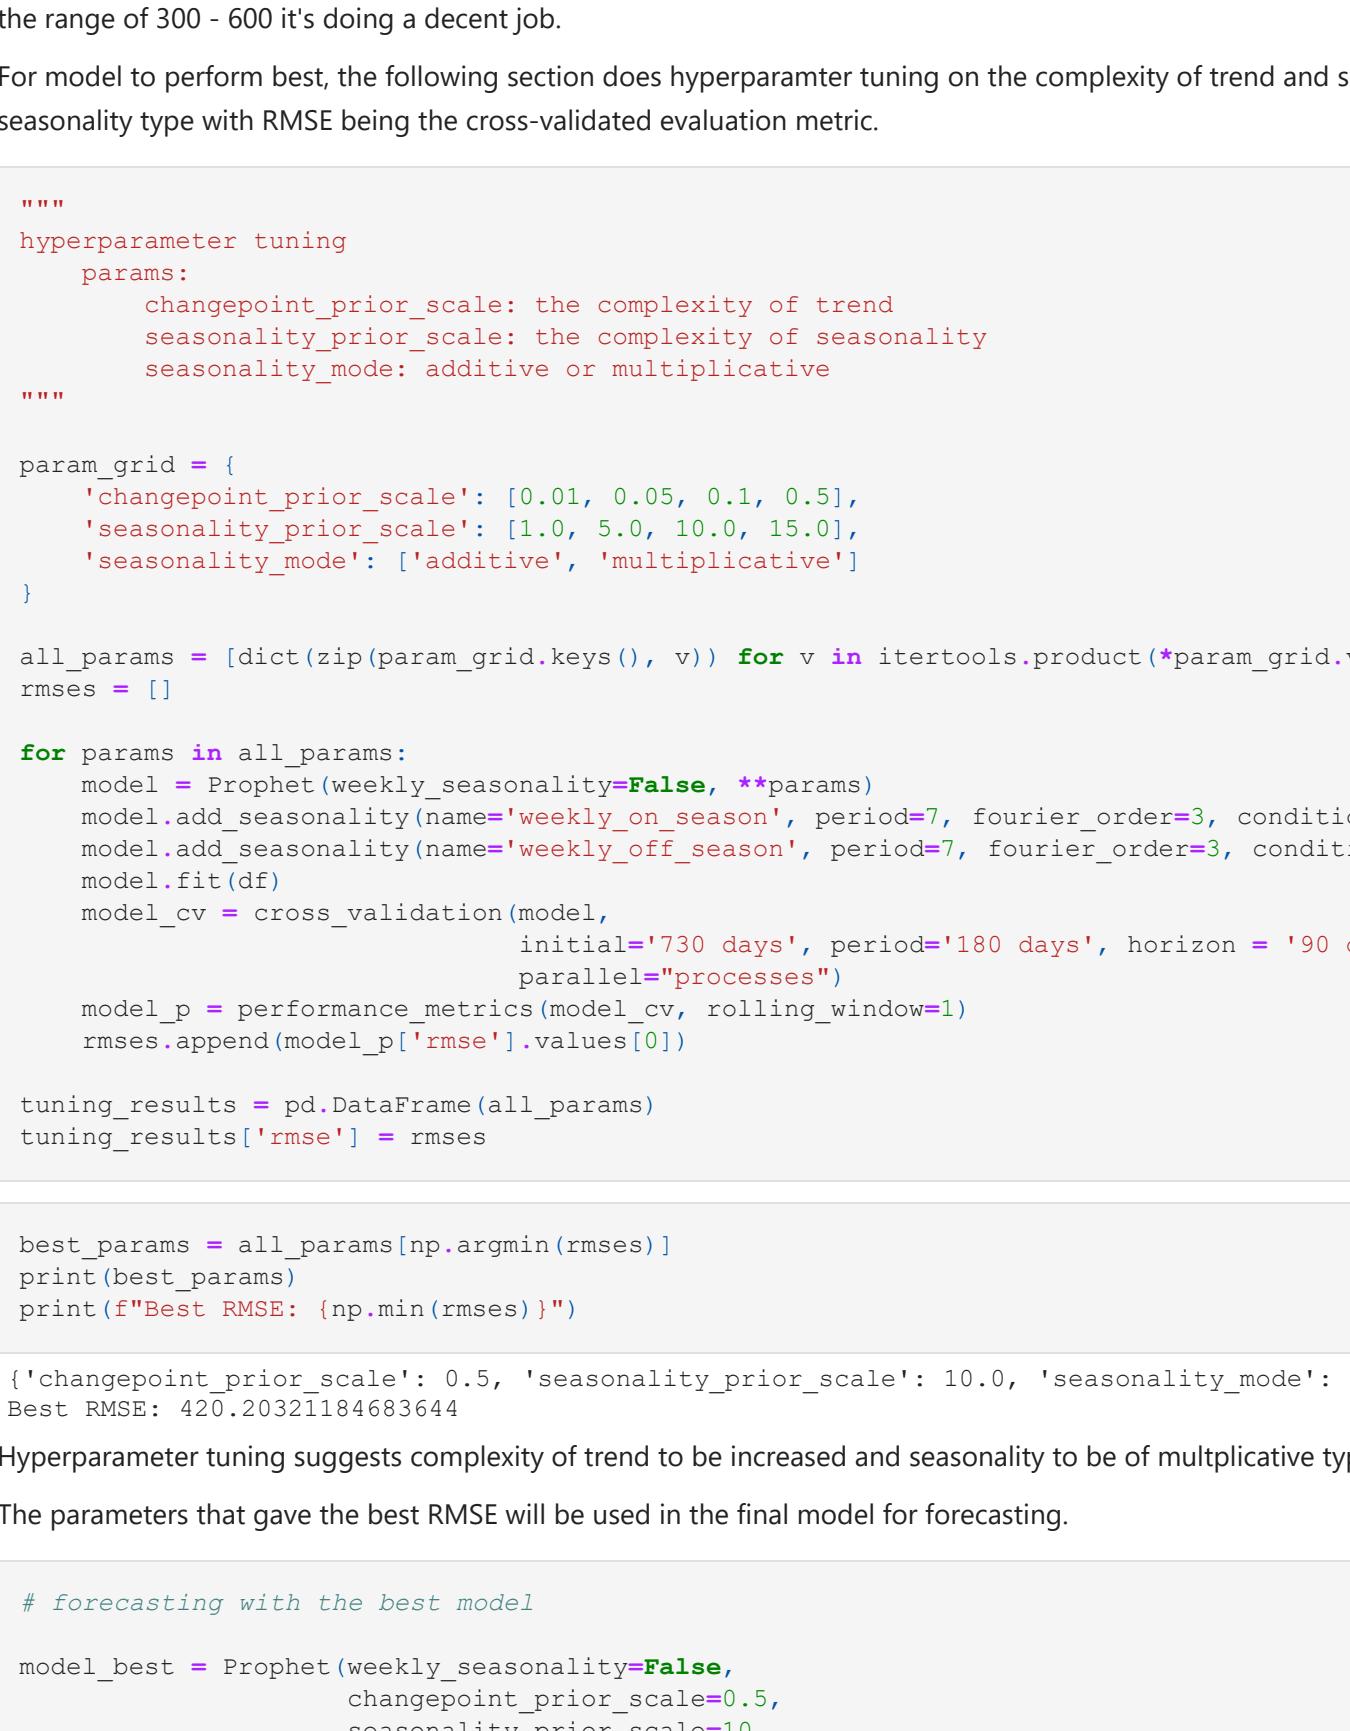 the range of 300 - 600 it's doing a decent job.
For model to perform best, the following section does hyperparamter tuning on the complexity of trend and s
seasonality type with RMSE being the cross-validated evaluation metric.
"""
hyperparameter tuning
    params:
        changepoint_prior_scale: the complexity of trend
        seasonality_prior_scale: the complexity of seasonality
        seasonality_mode: additive or multiplicative
"""
param_grid = {
    'changepoint_prior_scale': [0.01, 0.05, 0.1, 0.5],
    'seasonality_prior_scale': [1.0, 5.0, 10.0, 15.0],
    'seasonality_mode': ['additive', 'multiplicative']
}
all_params = [dict(zip(param_grid.keys(), v)) for v in itertools.product(*param_grid.v
rmses = []
for params in all_params:
    model = Prophet(weekly_seasonality=False, **params)
    model.add_seasonality(name='weekly_on_season', period=7, fourier_order=3, conditio
    model.add_seasonality(name='weekly_off_season', period=7, fourier_order=3, conditi
    model.fit(df)
    model_cv = cross_validation(model,
                                initial='730 days', period='180 days', horizon = '90 d
                                parallel="processes")
    model_p = performance_metrics(model_cv, rolling_window=1)
    rmses.append(model_p['rmse'].values[0])
tuning_results = pd.DataFrame(all_params)
tuning_results['rmse'] = rmses
best_params = all_params[np.argmin(rmses)]
print(best_params)
print(f"Best RMSE: {np.min(rmses)}")
{'changepoint_prior_scale': 0.5, 'seasonality_prior_scale': 10.0, 'seasonality_mode':
Best RMSE: 420.20321184683644
Hyperparameter tuning suggests complexity of trend to be increased and seasonality to be of multplicative typ
The parameters that gave the best RMSE will be used in the final model for forecasting.
# forecasting with the best model
model_best = Prophet(weekly_seasonality=False,
                     changepoint_prior_scale=0.5,
                     seasonality_prior_scale=10